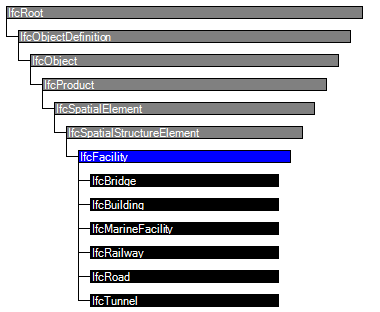 IfcRoot
IfcObjectDefinition
IfcObject
IfcProduct
IfcSpatialElement
IfcSpatialStructureElement
IfcFacility
IfcBridge
IfcBuilding
IfcMarineFacility
IfcRailway
IfcRoad
IfcTunnel